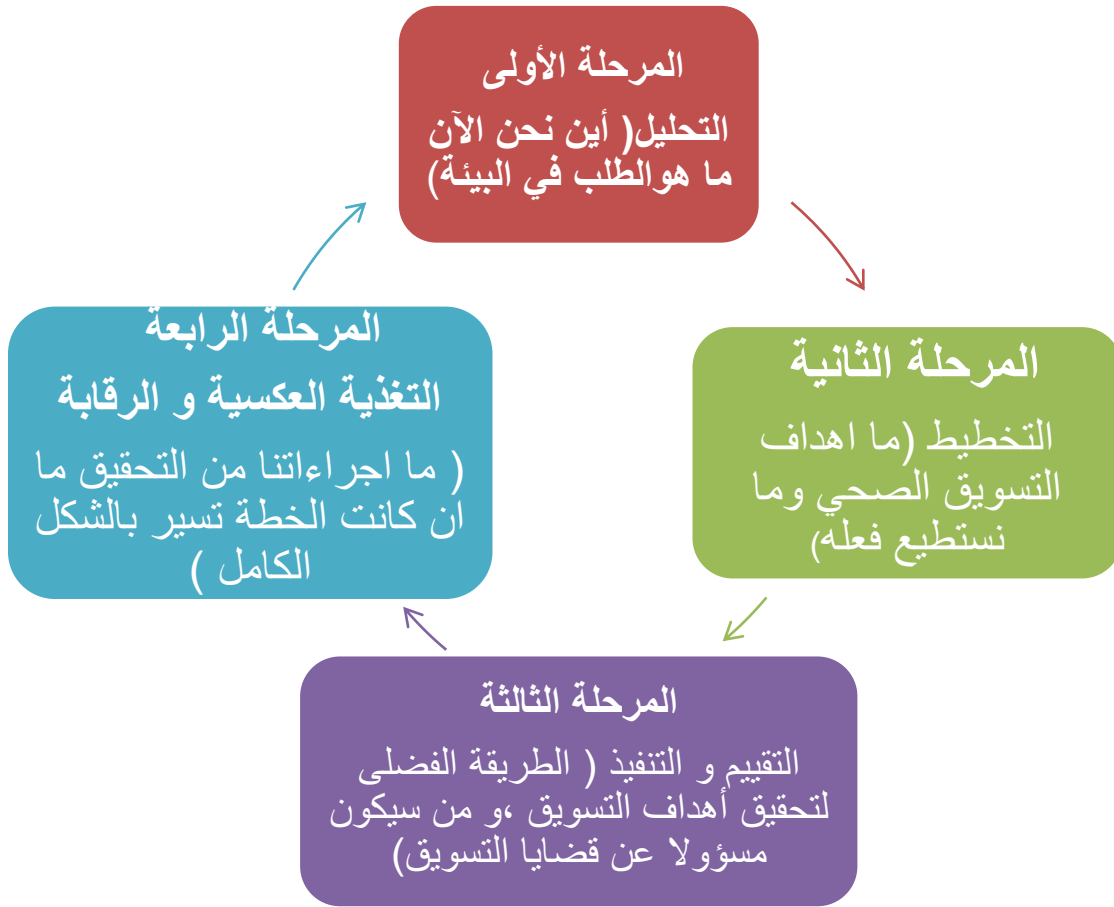 المرحلة الأولى
التحليل( أين نحن الآن
ما هوالطلب في البيئة)
المرحلة الثانية
التخطيط (ما اهداف
التسويق الصحي وما
نستطيع فعله)
المرحلة الثالثة
التقييم و التنفيذ ( الطريقة الفضلى
لتحقيق أهداف التسويق ،و من سيكون
مسؤولا عن قضايا التسويق)
المرحلة الرابعة
التغذية العكسية و الرقابة
( ما اجراءاتنا من التحقيق ما
ان كانت الخطة تسير بالشكل
الكامل )